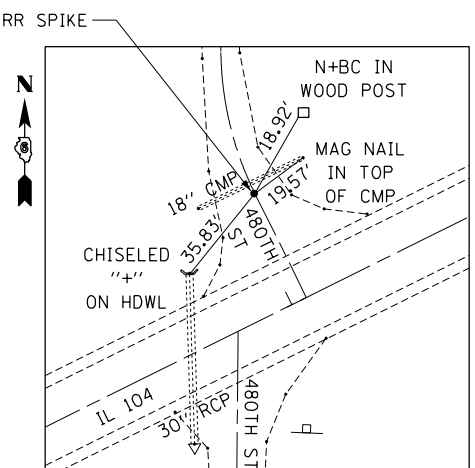 RR SPIKE
N
N+BC IN
WOOD POST
18.92'
MAG NAIL
IN TOP
OF CMP
19.57'
18" CMP
480TH
ST
35.83'
CHISELED
"+"
ON HDWL
IL 104
30" RCP
480TH ST